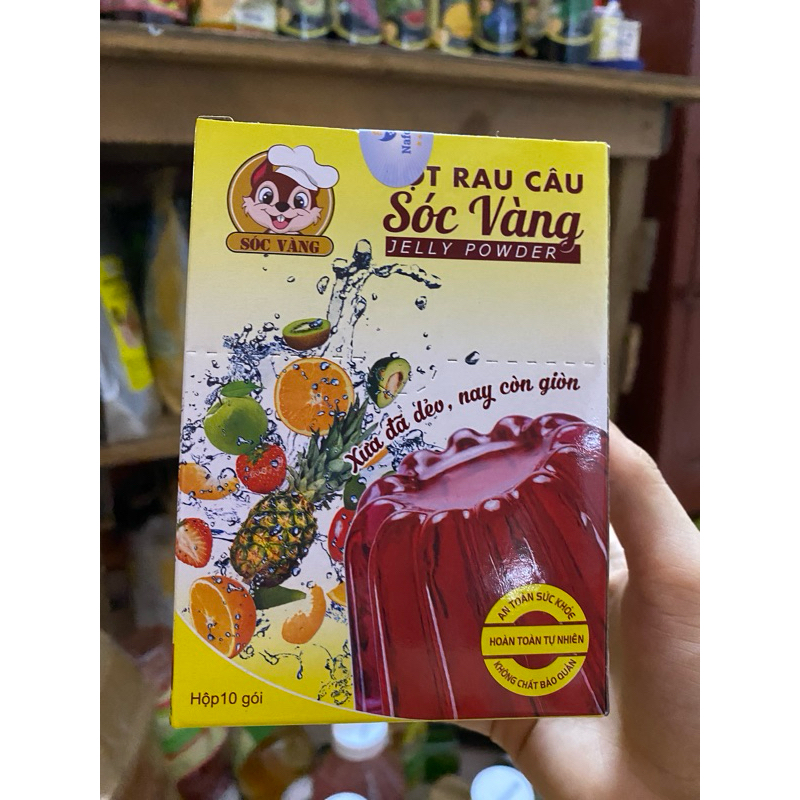 SÓC VÀNG
RAU CÂU
Sóc Vàng
JELLY POWDER
Xưa đã dẻo, nay còn giòn
AN TOÀN SỨC KHỎE
HOÀN TOÀN TỰ NHIÊN
KHÔNG CHẤT BẢO QUẢN
Hộp10 gói